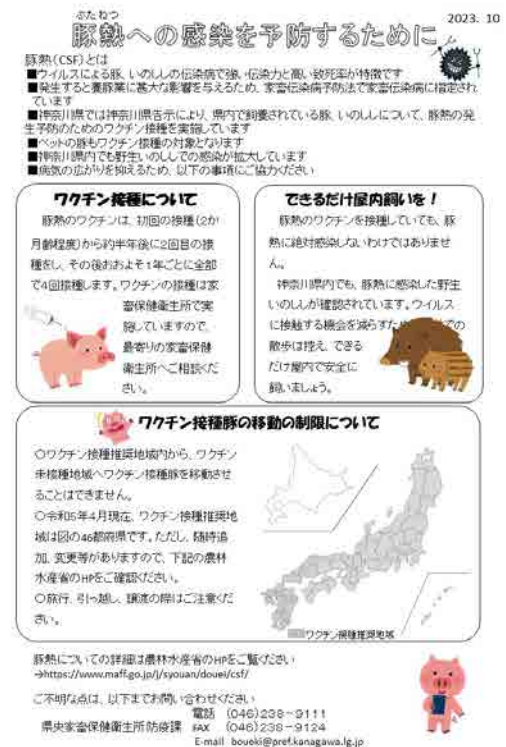 2023. 10
ぶたねつ
豚熱への感染を予防するために
豚熱(CSF)とは
■ウイルスによる豚、いのししの伝染病で強い伝染力と高い致死率が特徴です
■発生すると養豚業に甚大な影響を与えるため、家畜伝染病予防法で家畜伝染病に指定され
ています
■神奈川県では神奈川県告示により、県内で飼養されている豚、いのししについて、豚熱の発
生予防のためのワクチン接種を実施しています
■ペットの豚もワクチン接種の対象となります
■神奈川県内でも野生いのししでの感染が拡大しています
■病気の広がりを抑えるため、以下の事項にご協力ください
ワクチン接種について
豚熱のワクチンは、初回の接種(2か
月齢程度)から約半年後に2回目の接
種をし、その後おおよそ1年ごとに全部
で4回接種します。ワクチンの接種は家
畜保健衛生所で実
施していますので、
最寄りの家畜保健
衛生所へご相談くだ
さい。
できるだけ屋内飼いを!
豚熱のワクチンを接種していても、豚
熱に絶対感染しないわけではありませ
ん。
神奈川県内でも、豚熱に感染した野生
いのししが確認されています。ウイルス
に接触する機会を減らすため での
散歩は控え、できる
だけ屋内で安全に
飼いましょう。
ワクチン接種豚の移動の制限について
○ワクチン接種推奨地域内から、ワクチン
未接種地域へワクチン接種豚を移動させ
ることはできません。
○令和5年4月現在、ワクチン接種推奨地
域は図の46都府県です。ただし、随時追
加、変更等がありますので、下記の農林
水産省のHPをご確認ください。
○旅行、引っ越し、譲渡の際はご注意くだ
さい。
ワクチン接種推奨地域
豚熱についての詳細は農林水産省のHPをご覧ください
→https://www.maff.go.jp/j/syouan/douei/csf/
ご不明な点は、以下までお問い合わせください
県央家畜保健衛生所防疫課 電話 (046)238-9111
FAX (046)238-9124
E-mail boueki@pref.kanagawa.lg.jp